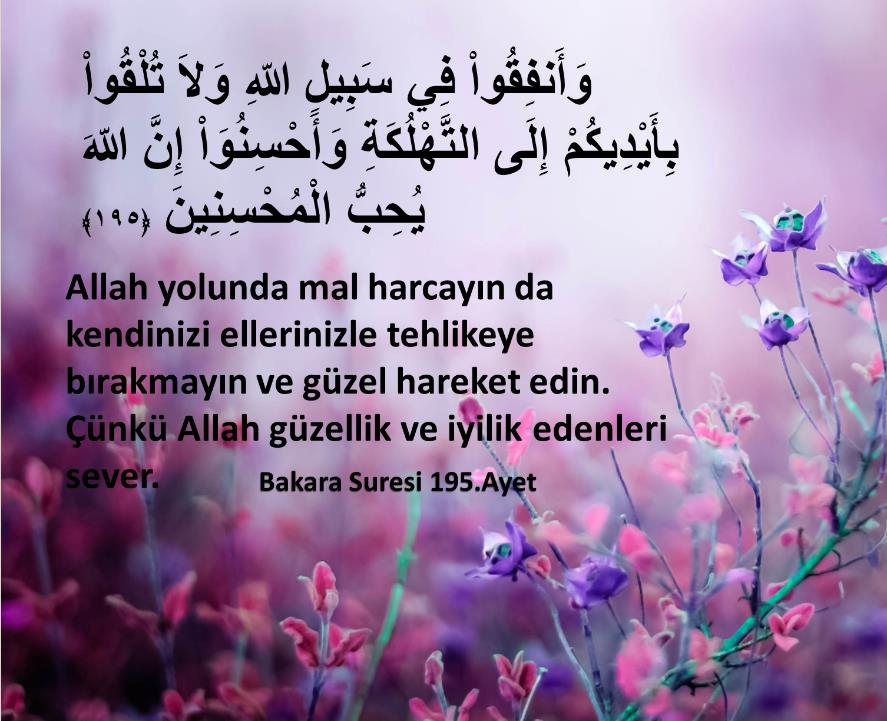 وَأَنفِقُواْ فِي سَبِيلِ اللّهِ وَلاَ تُلْقُواْ
بِأَيْدِيكُمْ إِلَى التَّهْلُكَةِ وَأَحْسِنُوَاْ إِنَّ اللّهَ
يُحِبُّ الْمُحْسِنِينَ ﴿١٩٥﴾
Allah yolunda mal harcayın da
kendinizi ellerinizle tehlikeye
bırakmayın ve güzel hareket edin.
Çünkü Allah güzellik ve iyilik edenleri
sever.
Bakara Suresi 195.Ayet